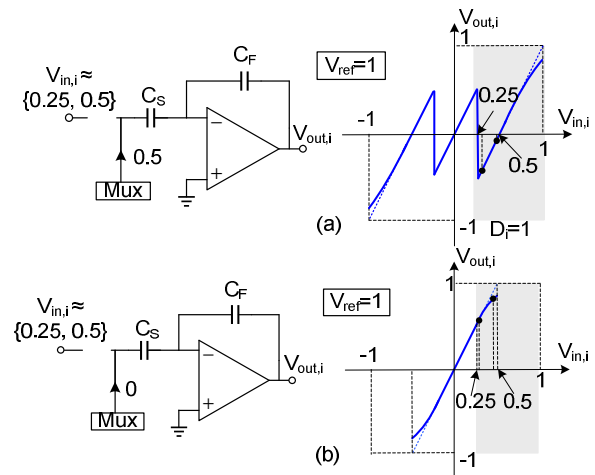 V_in,i ≈
{0.25, 0.5}
C_S
C_F
0.5
Mux
−
+
V_out,i
(a)
V_ref=1
V_out,i
1
0.25
-1
V_in,i
0.5
1
-1
D_i=1
V_in,i ≈
{0.25, 0.5}
C_S
C_F
0
Mux
−
+
V_out,i
(b)
V_ref=1
V_out,i
1
-1
V_in,i
0.25
0.5
1
-1